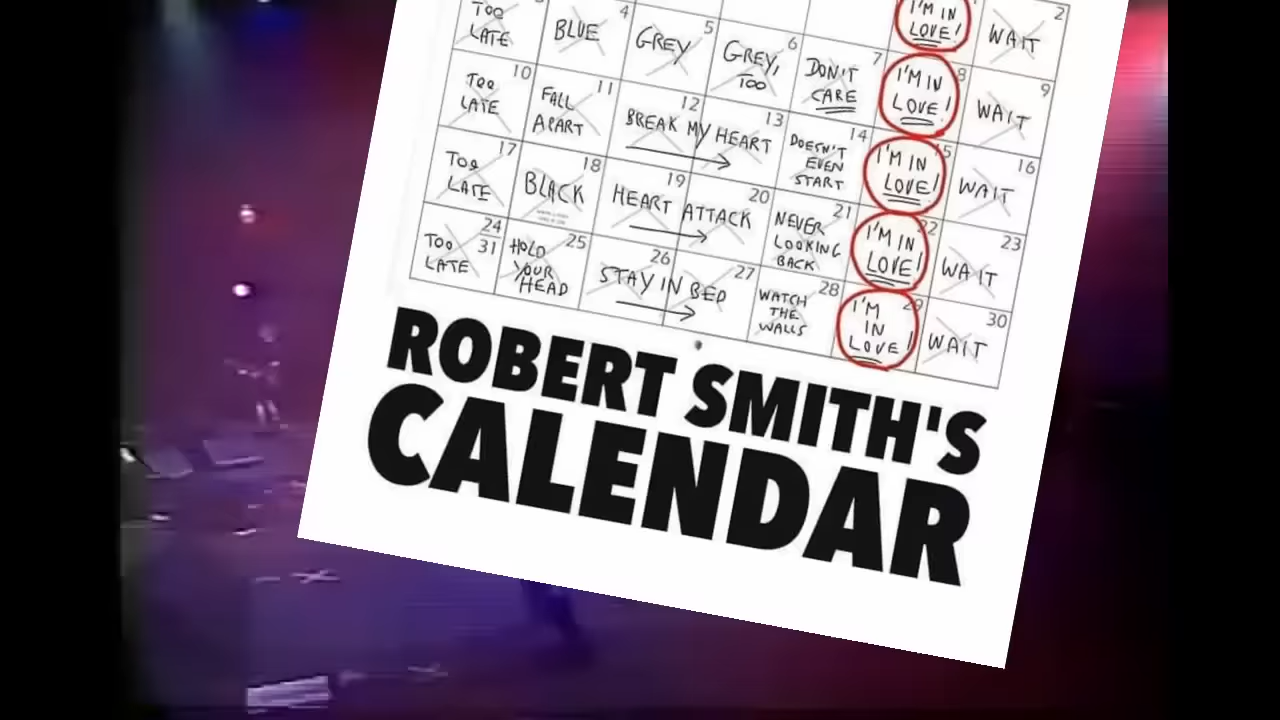 3
TOO
LATE
4
BLUE
5
GREY
6
GREY,
TOO
7
DON'T
CARE
I'M IN
LOVE!
2
WAIT
10
TOO
LATE
11
FALL
APART
12
13
BREAK MY HEART
14
DOESN'T
EVEN
START
8
I'M IN
LOVE!
9
WAIT
17
TOO
LATE
18
BLACK
19
20
HEART ATTACK
21
NEVER
LOOKING
BACK
15
I'M IN
LOVE!
16
WAIT
24
31
TOO
LATE
25
HOLD
YOUR
HEAD
26
27
STAY IN BED
28
WATCH
THE
WALLS
22
I'M IN
LOVE!
23
WAIT
29
I'M
IN
LOVE!
30
WAIT
ROBERT SMITH'S
CALENDAR